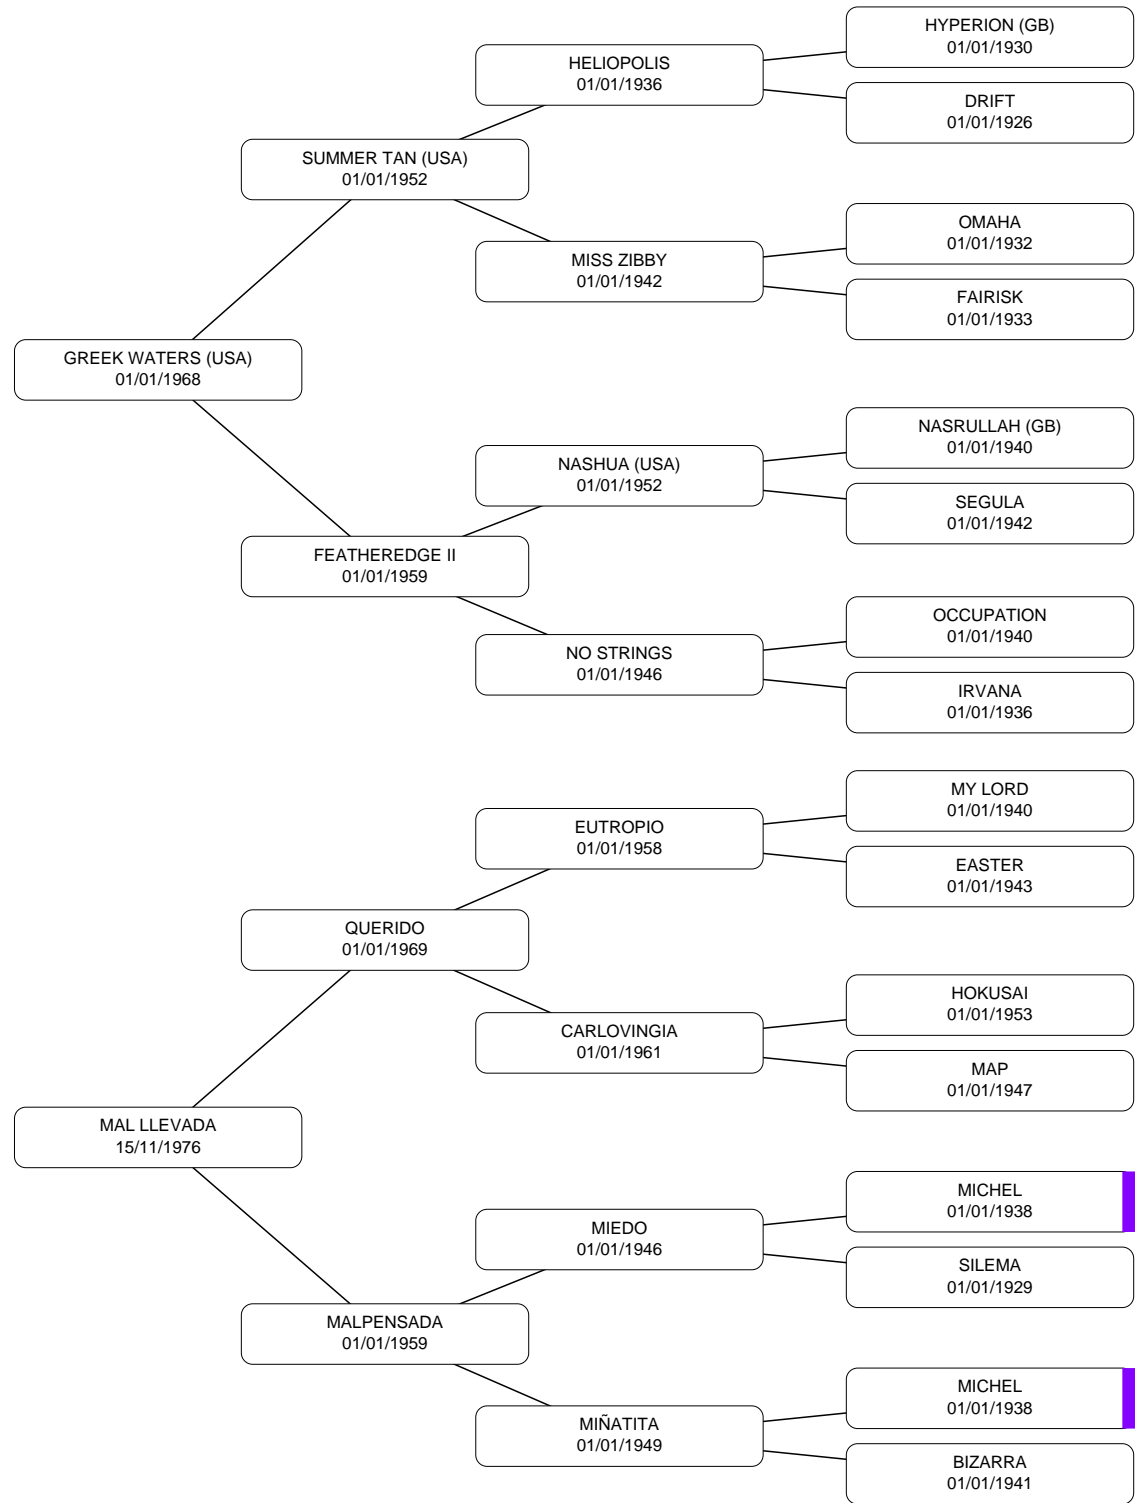 HYPERION (GB)
01/01/1930
HELIOPOLIS
01/01/1936
DRIFT
01/01/1926
SUMMER TAN (USA)
01/01/1952
OMAHA
01/01/1932
MISS ZIBBY
01/01/1942
FAIRISK
01/01/1933
GREEK WATERS (USA)
01/01/1968
NASRULLAH (GB)
01/01/1940
NASHUA (USA)
01/01/1952
SEGULA
01/01/1942
FEATHEREDGE II
01/01/1959
OCCUPATION
01/01/1940
NO STRINGS
01/01/1946
IRVANA
01/01/1936
MY LORD
01/01/1940
EUTROPIO
01/01/1958
EASTER
01/01/1943
QUERIDO
01/01/1969
HOKUSAI
01/01/1953
CARLOVINGIA
01/01/1961
MAP
01/01/1947
MAL LLEVADA
15/11/1976
MICHEL
01/01/1938
MIEDO
01/01/1946
SILEMA
01/01/1929
MALPENSADA
01/01/1959
MICHEL
01/01/1938
MIÑATITA
01/01/1949
BIZARRA
01/01/1941